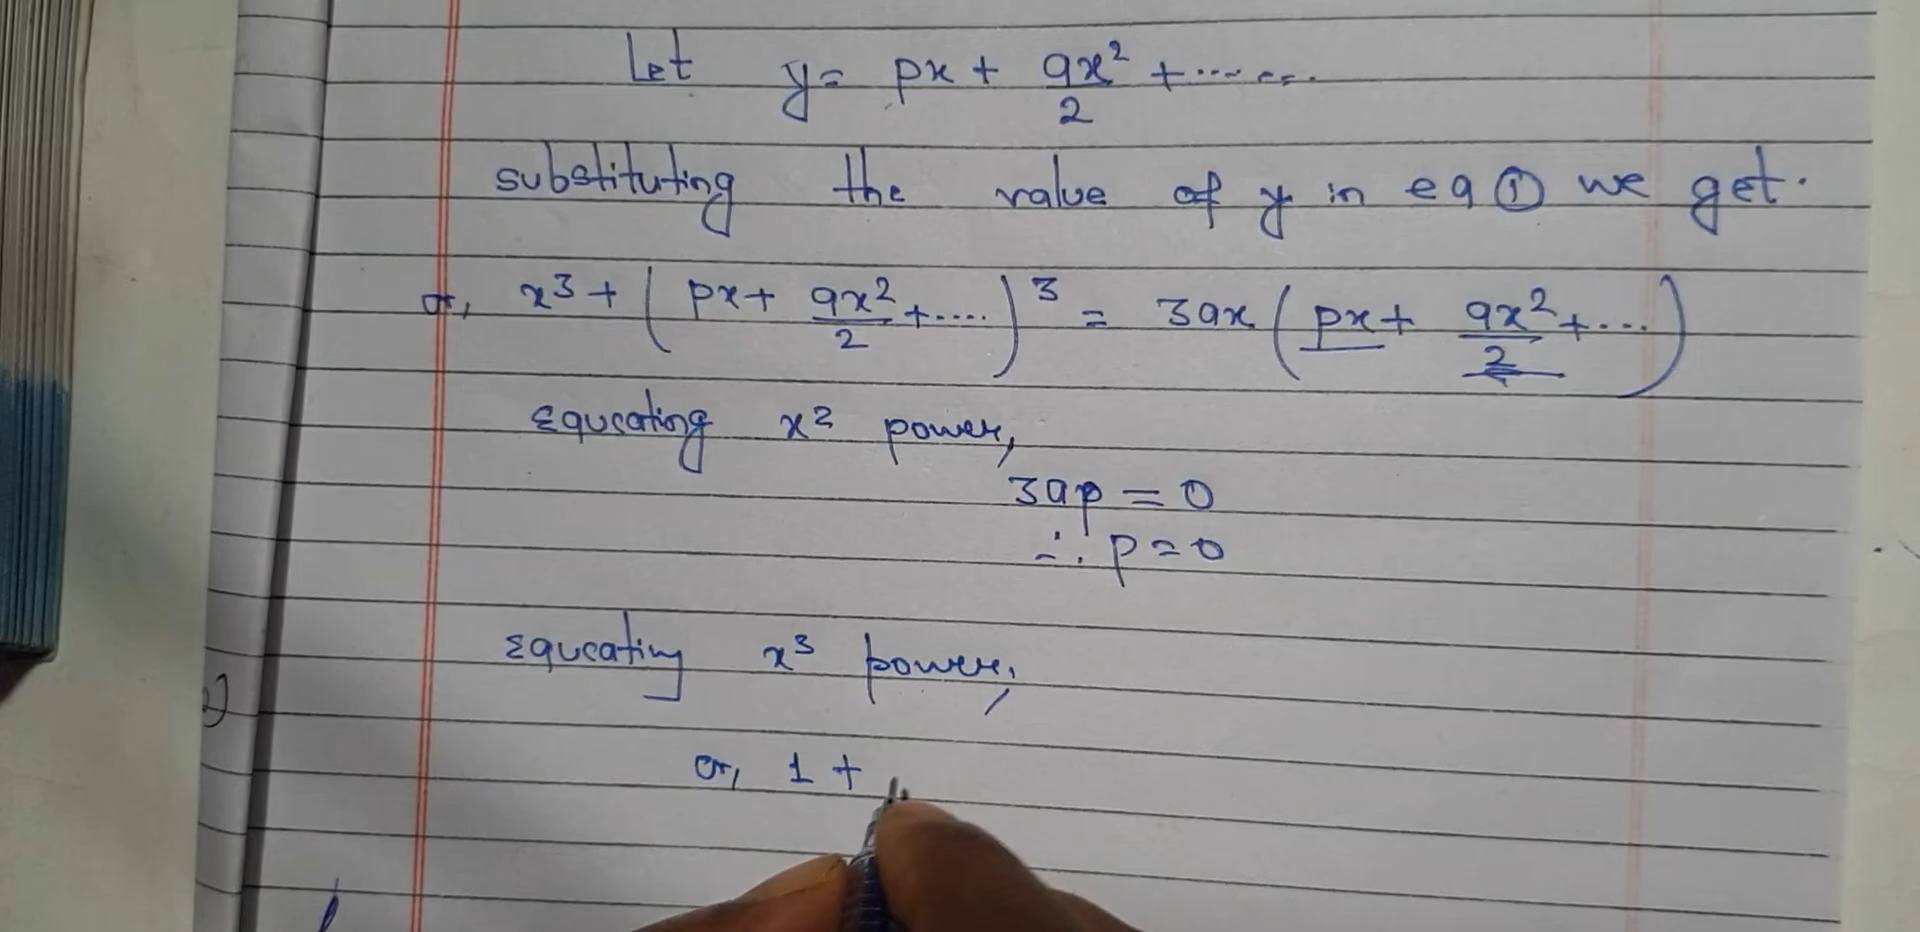 Let y = px + qx²/2 + .......
substituting the value of y in eq ① we get.
or, x³ + (px + qx²/2 + ....)³ = 3ax (px + qx²/2 + ...)
Equating x² power,
3ap = 0
∴ p = 0
Equating x³ power,
or, 1 +